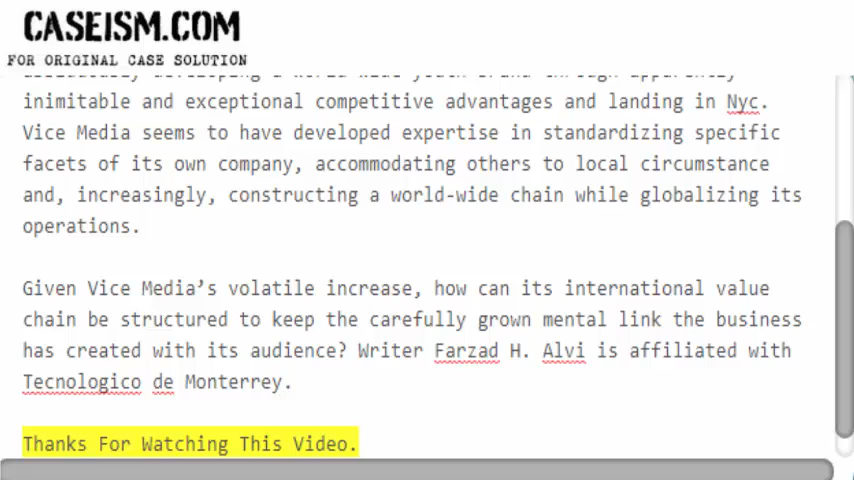 CASEISM.COM
FOR ORIGINAL CASE SOLUTION
inimitable and exceptional competitive advantages and landing in Nyc.
Vice Media seems to have developed expertise in standardizing specific
facets of its own company, accommodating others to local circumstance
and, increasingly, constructing a world-wide chain while globalizing its
operations.
Given Vice Media’s volatile increase, how can its international value
chain be structured to keep the carefully grown mental link the business
has created with its audience? Writer Farzad H. Alvi is affiliated with
Tecnologico de Monterrey.
Thanks For Watching This Video.